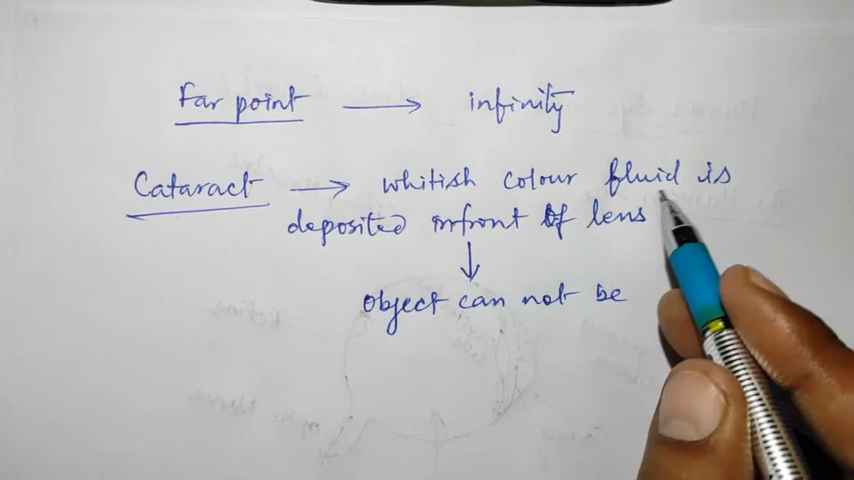 Far point → infinity
Cataract → whitish colour fluid is
deposited infront of lens
↓
object can not be